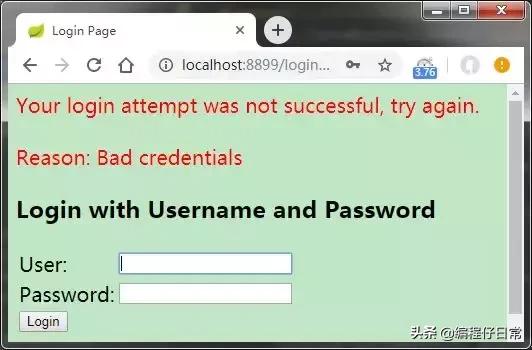 Login Page
localhost:8899/login...
3.76
Your login attempt was not successful, try again.
Reason: Bad credentials
Login with Username and Password
User:
Password:
Login
头条 @编程仔日常